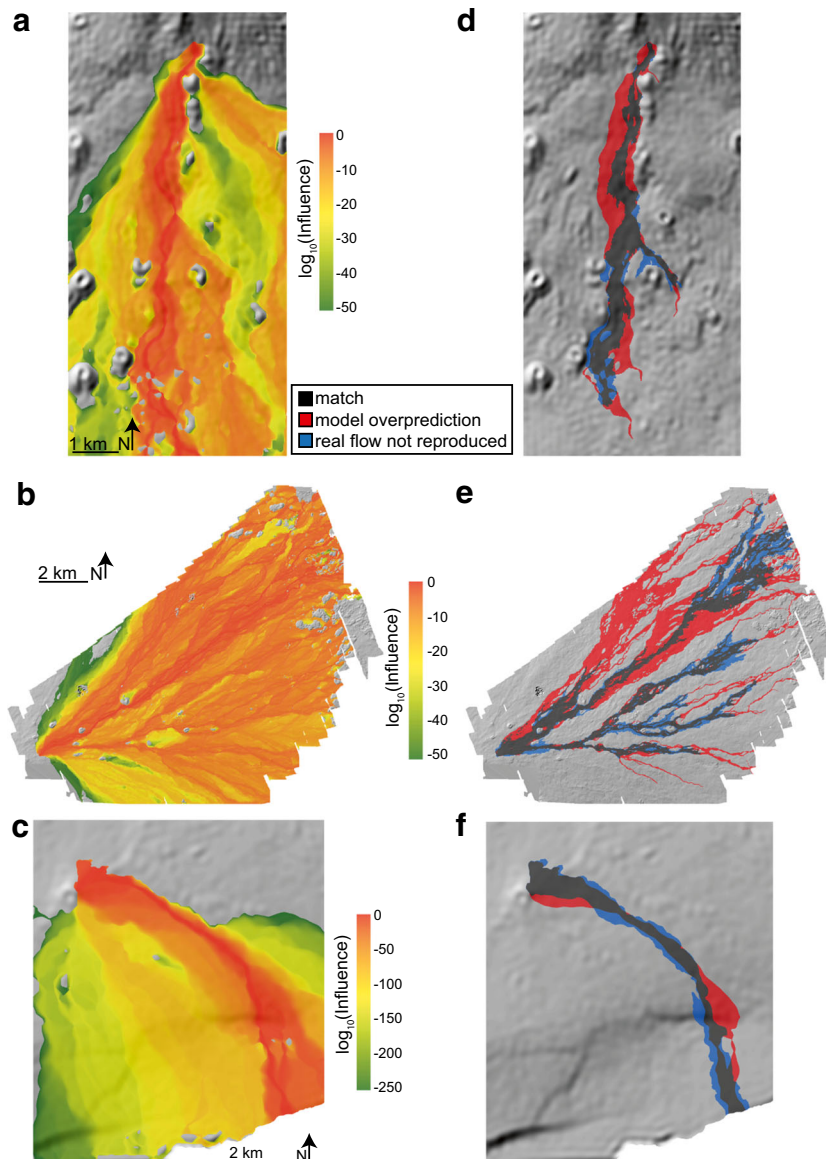 a
d
0
-10
-20
-30
-40
-50
log10(Influence)
match
model overprediction
real flow not reproduced
1 km N
b
e
2 km N
0
-10
-20
-30
-40
-50
log10(Influence)
c
f
0
-50
-100
-150
-200
-250
log10(Influence)
2 km N